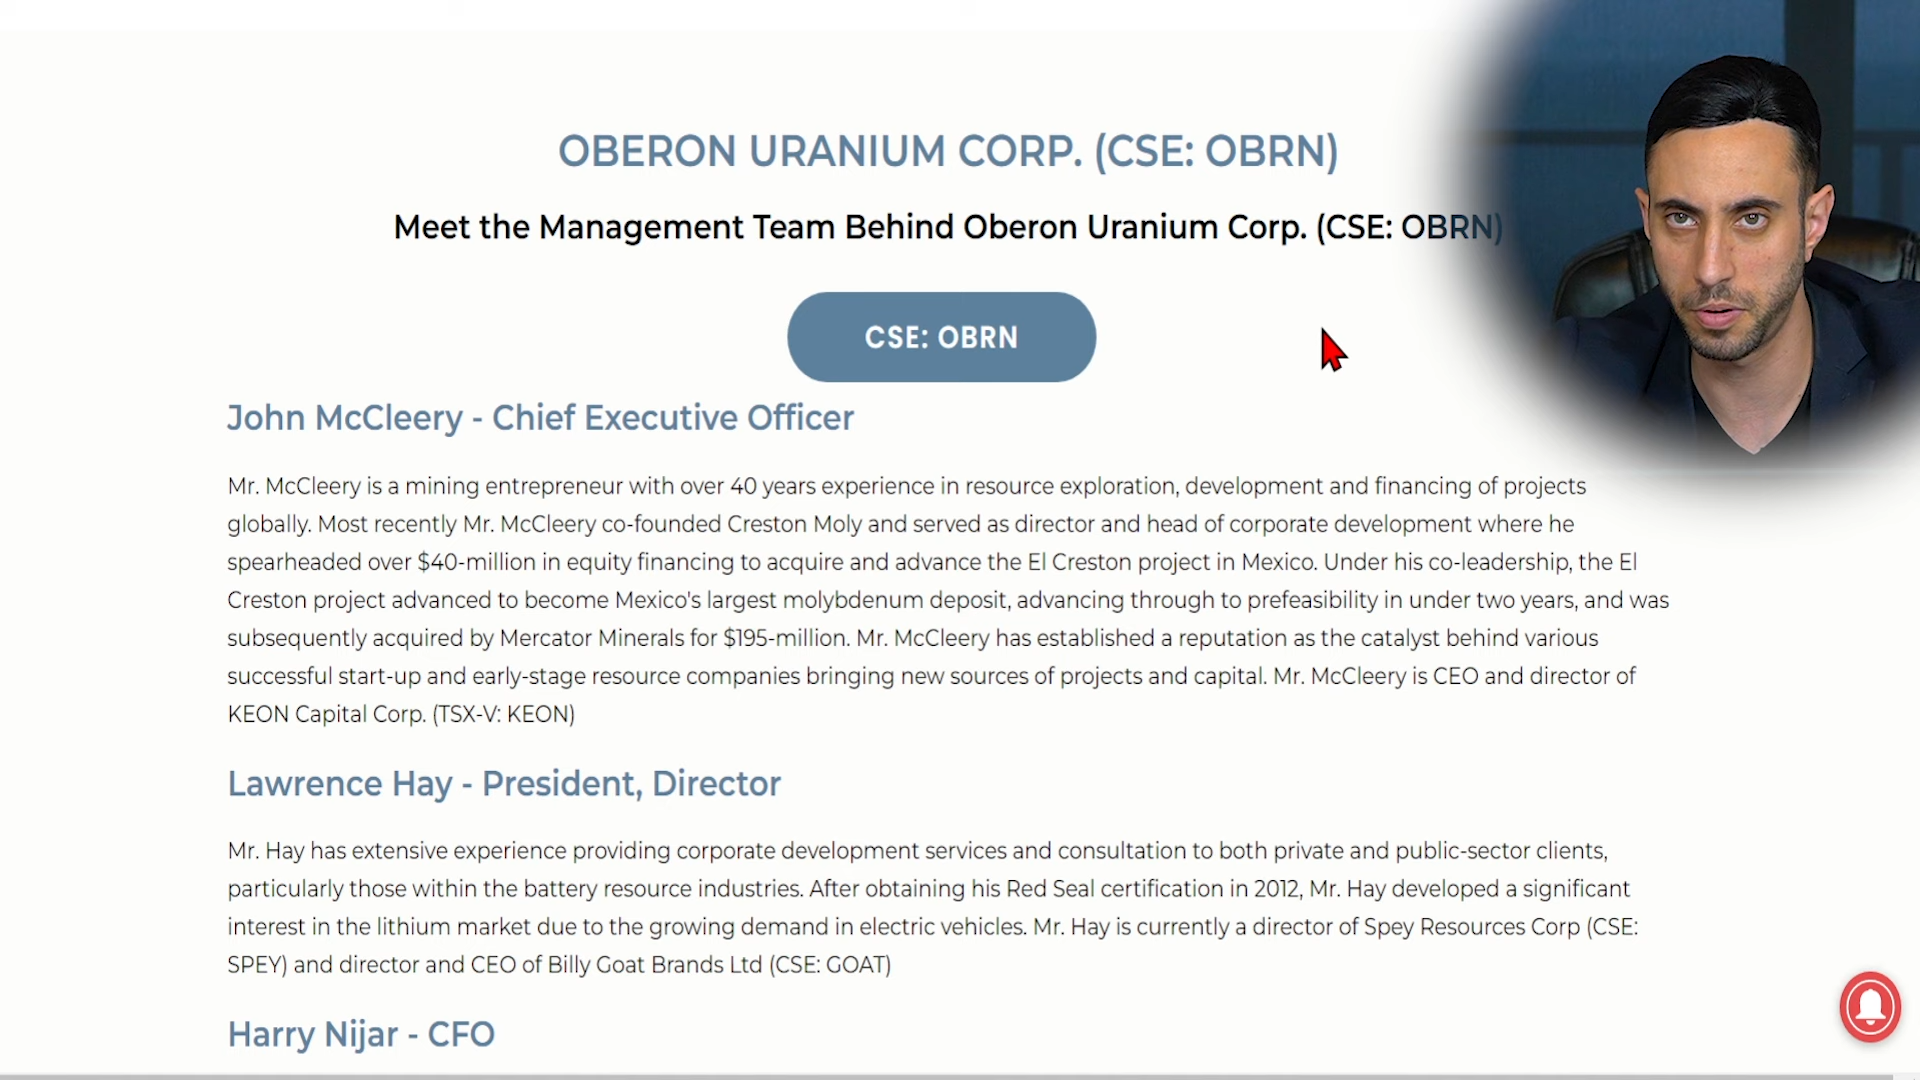 OBERON URANIUM CORP. (CSE: OBRN)
Meet the Management Team Behind Oberon Uranium Corp. (CSE: OBRN)
CSE: OBRN
John McCleery - Chief Executive Officer
Mr. McCleery is a mining entrepreneur with over 40 years experience in resource exploration, development and financing of projects
globally. Most recently Mr. McCleery co-founded Creston Moly and served as director and head of corporate development where he
spearheaded over $40-million in equity financing to acquire and advance the El Creston project in Mexico. Under his co-leadership, the El
Creston project advanced to become Mexico's largest molybdenum deposit, advancing through to prefeasibility in under two years, and was
subsequently acquired by Mercator Minerals for $195-million. Mr. McCleery has established a reputation as the catalyst behind various
successful start-up and early-stage resource companies bringing new sources of projects and capital. Mr. McCleery is CEO and director of
KEON Capital Corp. (TSX-V: KEON)
Lawrence Hay - President, Director
Mr. Hay has extensive experience providing corporate development services and consultation to both private and public-sector clients,
particularly those within the battery resource industries. After obtaining his Red Seal certification in 2012, Mr. Hay developed a significant
interest in the lithium market due to the growing demand in electric vehicles. Mr. Hay is currently a director of Spey Resources Corp (CSE:
SPEY) and director and CEO of Billy Goat Brands Ltd (CSE: GOAT)
Harry Nijar - CFO